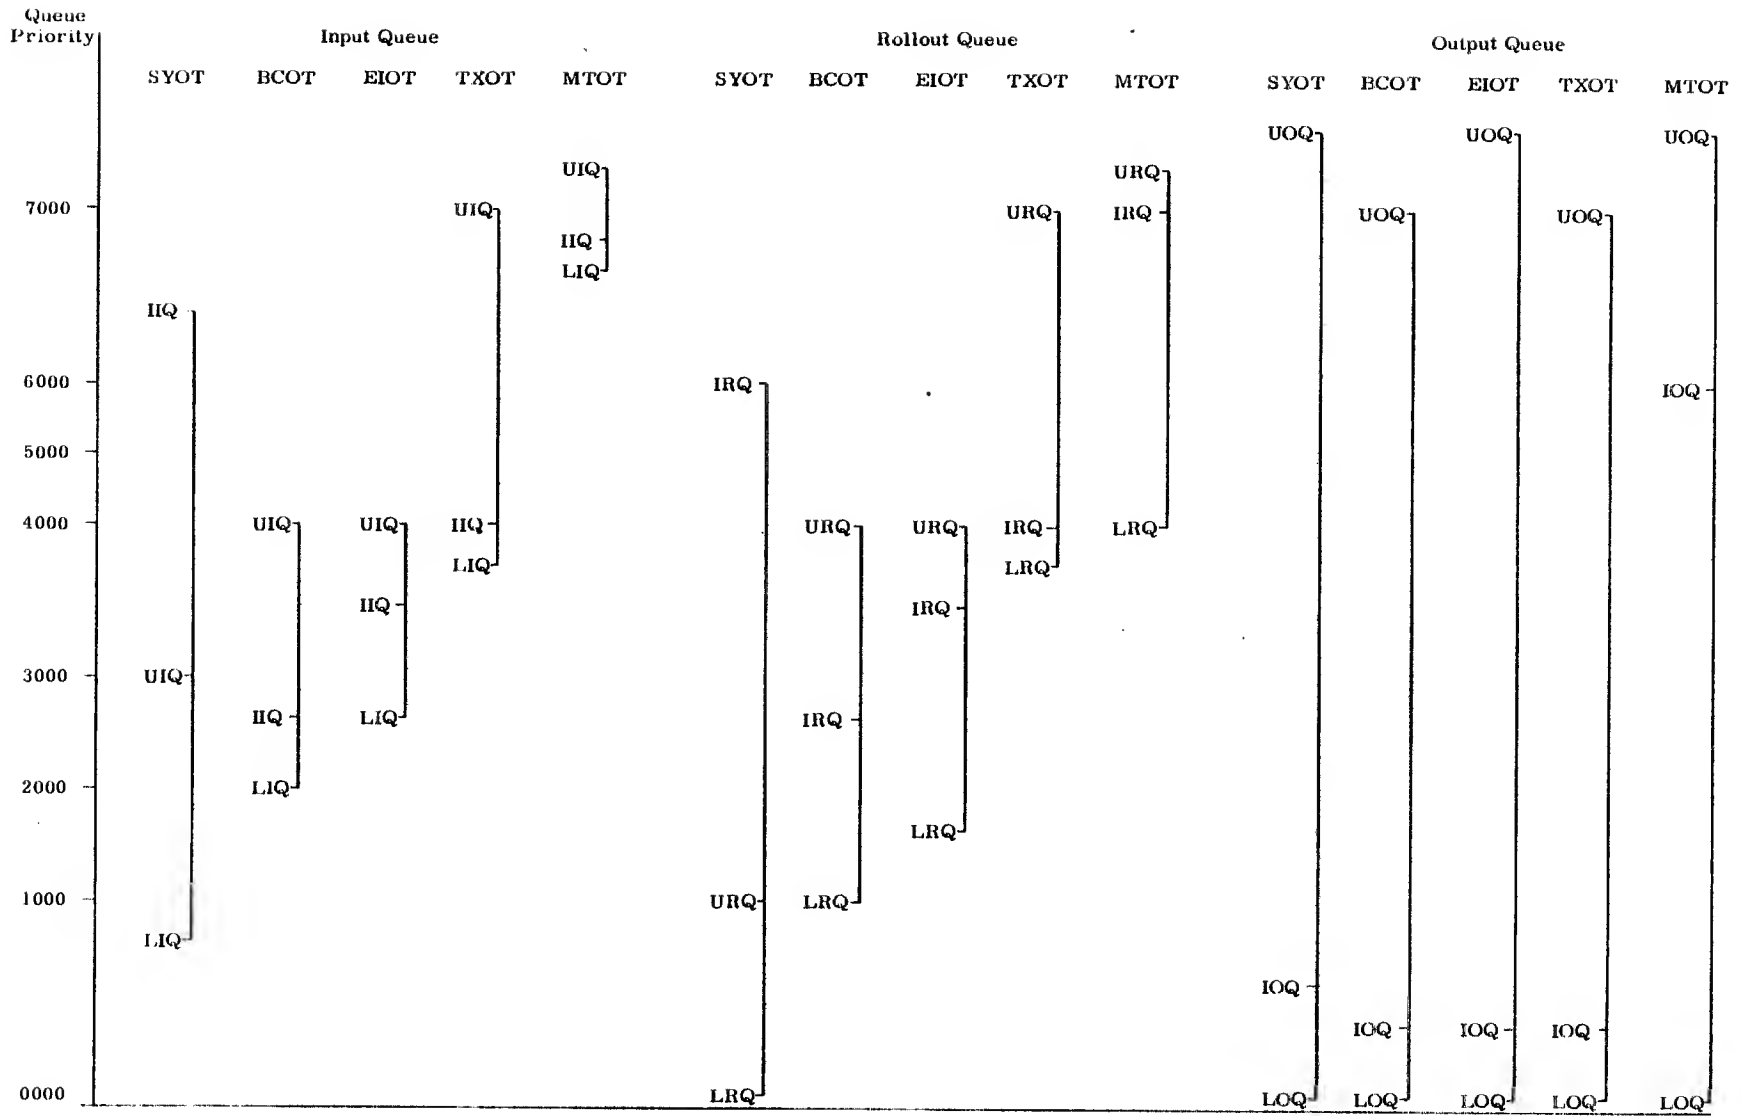 Queue
Priority
Input Queue
Rollout Queue
Output Queue
SYOT BCOT EIOT TXOT MTOT SYOT BCOT EIOT TXOT MTOT SYOT BCOT EIOT TXOT MTOT
UOQ UOQ UOQ
UIQ URQ
7000 UIQ URQ IRQ UOQ UOQ
IIQ
LIQ
IIQ
6000 IRQ IOQ
5000
4000 UIQ UIQ IIQ URQ URQ IRQ LRQ
LIQ LRQ
IIQ IRQ
3000 UIQ
IIQ LIQ IRQ
2000 LIQ
LRQ
1000 URQ LRQ
LIQ
IOQ
IOQ IOQ IOQ
0000 LRQ LOQ LOQ LOQ LOQ LOQ